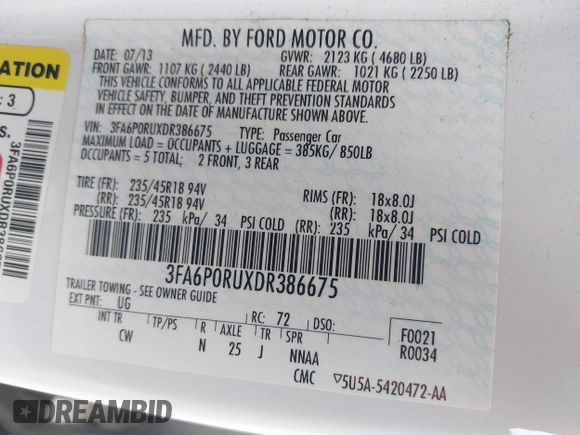 MFD. BY FORD MOTOR CO.
DATE: 07/13 GVWR: 2123 KG ( 4680 LB)
FRONT GAWR: 1107 KG ( 2440 LB) REAR GAWR: 1021 KG ( 2250 LB)
THIS VEHICLE CONFORMS TO ALL APPLICABLE FEDERAL MOTOR
VEHICLE SAFETY, BUMPER, AND THEFT PREVENTION STANDARDS
IN EFFECT ON THE DATE OF MANUFACTURE SHOWN ABOVE.
VIN: 3FA6P0RUXDR386675 TYPE: Passenger Car
MAXIMUM LOAD = OCCUPANTS + LUGGAGE = 385KG/ 850LB
OCCUPANTS = 5 TOTAL; 2 FRONT, 3 REAR
TIRE (FR): 235/45R18 94V RIMS (FR): 18x8.0J
(RR): 235/45R18 94V (RR): 18x8.0J
PRESSURE (FR): 235 kPa/ 34 PSI COLD (RR): 235 kPa/ 34 PSI COLD
3FA6P0RUXDR386675
TRAILER TOWING - SEE OWNER GUIDE
EXT PNT: UG RC: 72 DSO:
F0021
R0034
INT TR TP/PS R AXLE TR SPR
CW N 25 J NNAA
CMC ▽5U5A-5420472-AA
ATION
: 3
s.
DREAMBID